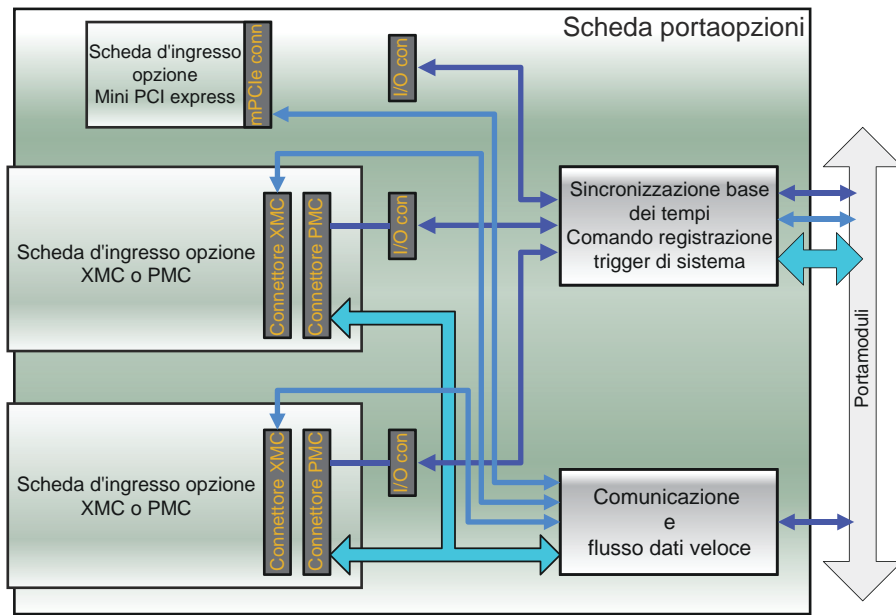 Scheda portaopzioni
Scheda d'ingresso
opzione
Mini PCI express
mPCIe conn
I/O con
Scheda d'ingresso opzione
XMC o PMC
Connettore XMC
Connettore PMC
I/O con
Sincronizzazione base
dei tempi
Comando registrazione
trigger di sistema
Portamoduli
Scheda d'ingresso opzione
XMC o PMC
Connettore XMC
Connettore PMC
I/O con
Comunicazione
e
flusso dati veloce